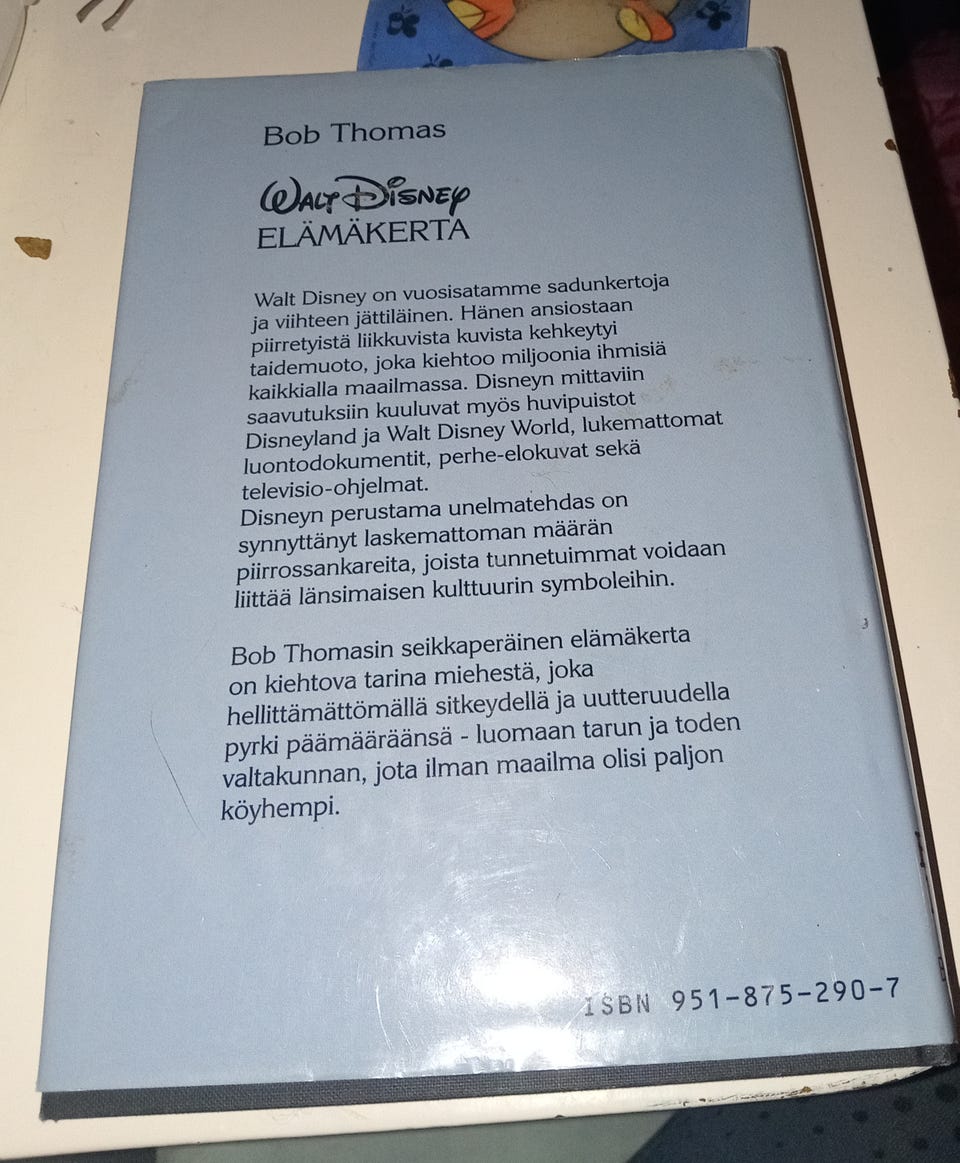 Bob Thomas
WALT DISNEY
ELÄMÄKERTA
Walt Disney on vuosisatamme sadunkertoja
ja viihteen jättiläinen. Hänen ansiostaan
piirretyistä liikkuvista kuvista kehkeytyi
taidemuoto, joka kiehtoo miljoonia ihmisiä
kaikkialla maailmassa. Disneyn mittaviin
saavutuksiin kuuluvat myös huvipuistot
Disneyland ja Walt Disney World, lukemattomat
luontodokumentit, perhe-elokuvat sekä
televisio-ohjelmat.
Disneyn perustama unelmatehdas on
synnyttänyt laskemattoman määrän
piirrossankareita, joista tunnetuimmat voidaan
liittää länsimaisen kulttuurin symboleihin.
Bob Thomasin seikkaperäinen elämäkerta
on kiehtova tarina miehestä, joka
hellittämättömällä sitkeydellä ja uutteruudella
pyrki päämääräänsä - luomaan tarun ja toden
valtakunnan, jota ilman maailma olisi paljon
köyhempi.
ISBN 951-875-290-7